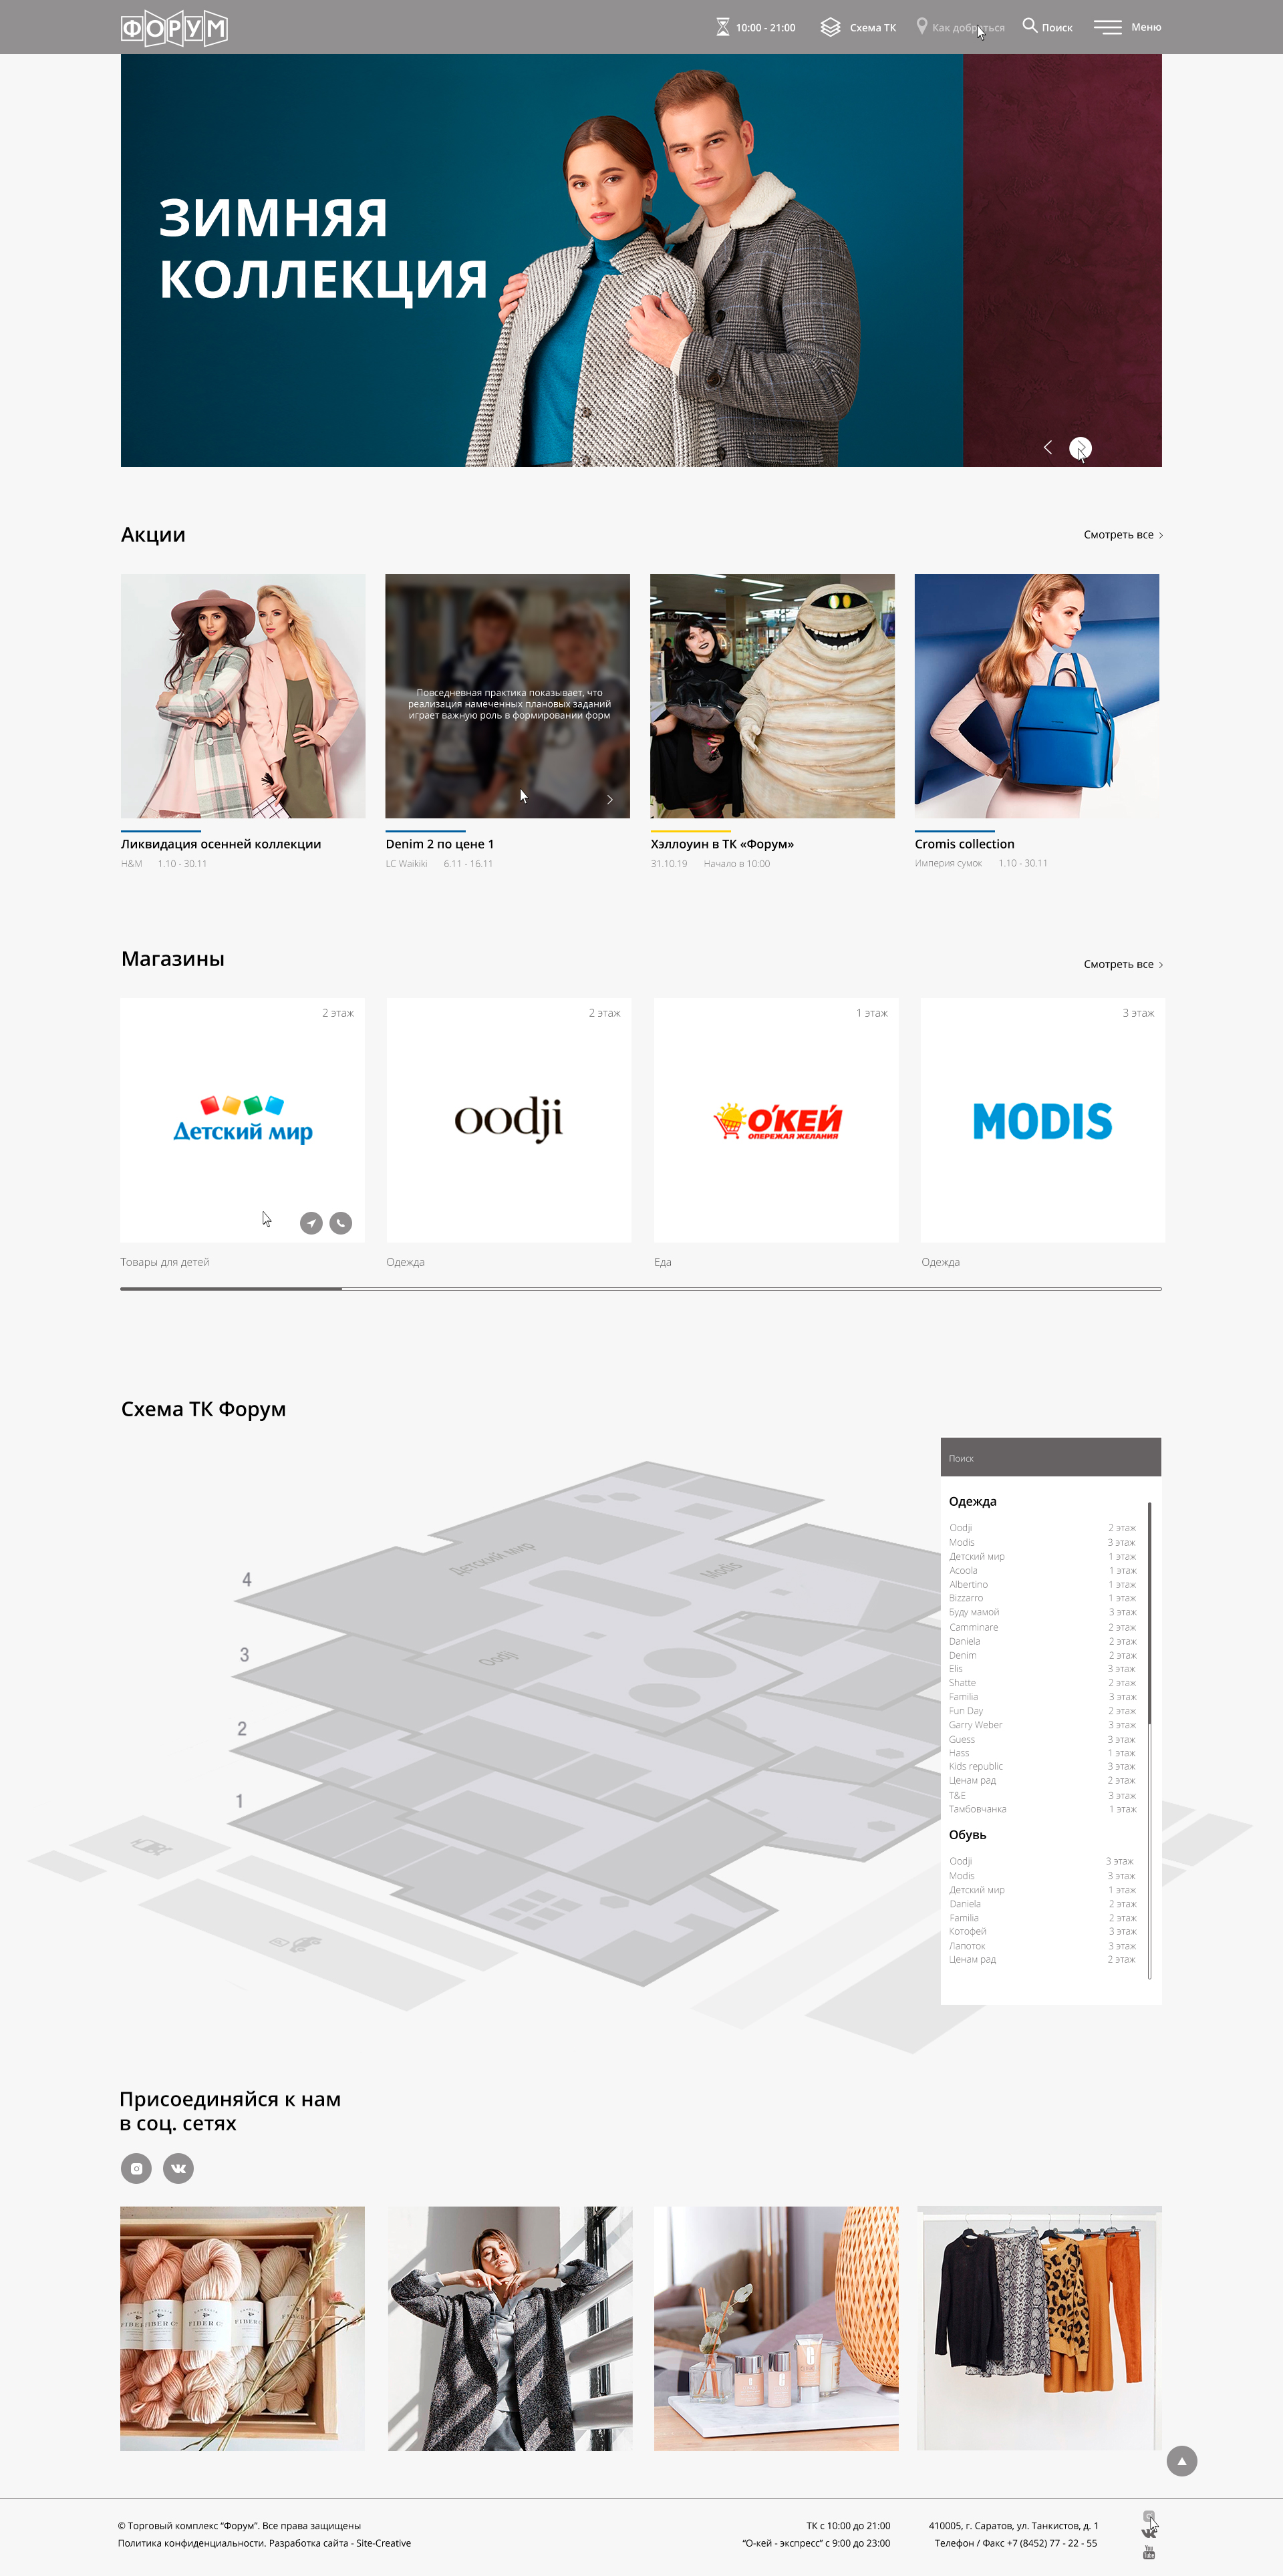 ФОРУМ
10:00 - 21:00
Схема ТК
Как добраться
Поиск
Меню
ЗИМНЯЯ
КОЛЛЕКЦИЯ
Акции
Смотреть все
Повседневная практика показывает, что
реализация намеченных плановых заданий
играет важную роль в формировании форм
Ликвидация осенней коллекции
H&M 1.10 - 30.11
Denim 2 по цене 1
LC Waikiki 6.11 - 16.11
Хэллоуин в ТК «Форум»
31.10.19 Начало в 10:00
Cromis collection
Империя сумок 1.10 - 30.11
Магазины
Смотреть все
2 этаж
Детский мир
Товары для детей
2 этаж
oodji
Одежда
1 этаж
О'КЕЙ
ОПЕРЕЖАЯ ЖЕЛАНИЯ
Еда
3 этаж
MODIS
Одежда
Схема ТК Форум
4
3
2
1
Детский мир
Modis
Oodji
Поиск
Одежда
Oodji 2 этаж
Modis 3 этаж
Детский мир 1 этаж
Acoola 1 этаж
Albertino 1 этаж
Bizzarro 1 этаж
Буду мамой 3 этаж
Camminare 2 этаж
Daniela 2 этаж
Denim 2 этаж
Elis 3 этаж
Shatte 2 этаж
Familia 3 этаж
Fun Day 2 этаж
Garry Weber 3 этаж
Guess 3 этаж
Hass 1 этаж
Kids republic 3 этаж
Ценам рад 2 этаж
T&E 3 этаж
Тамбовчанка 1 этаж
Обувь
Oodji 3 этаж
Modis 3 этаж
Детский мир 1 этаж
Daniela 2 этаж
Familia 2 этаж
Котофей 3 этаж
Лапоток 3 этаж
Ценам рад 2 этаж
Присоединяйся к нам
в соц. сетях
FIBER CO
© Торговый комплекс “Форум”. Все права защищены
Политика конфиденциальности. Разработка сайта - Site-Creative
ТК с 10:00 до 21:00
“О-кей - экспресс” с 9:00 до 23:00
410005, г. Саратов, ул. Танкистов, д. 1
Телефон / Факс +7 (8452) 77 - 22 - 55
You
Tube